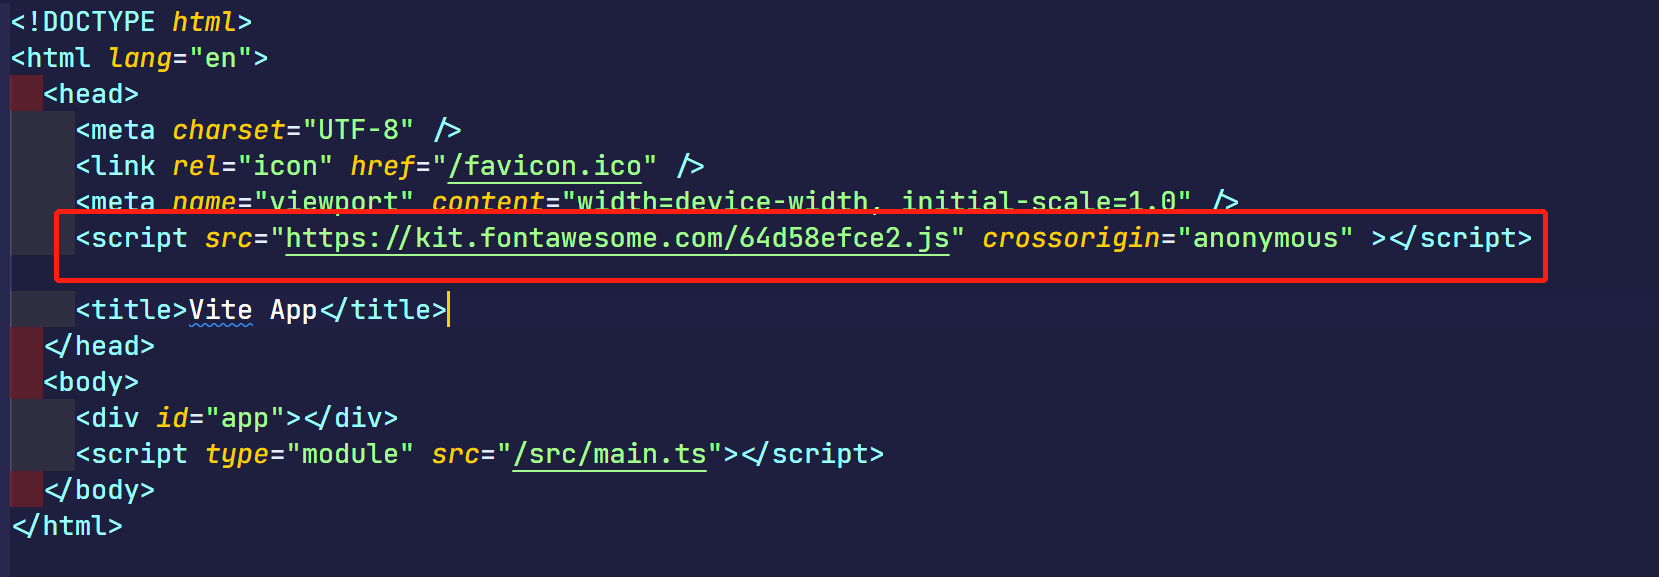 <!DOCTYPE html>
<html lang="en">
<head>
<meta charset="UTF-8" />
<link rel="icon" href="/favicon.ico" />
<meta name="viewport" content="width=device-width, initial-scale=1.0" />
<script src="https://kit.fontawesome.com/64d58efce2.js" crossorigin="anonymous" ></script>
<title>Vite App</title>
</head>
<body>
<div id="app"></div>
<script type="module" src="/src/main.ts"></script>
</body>
</html>